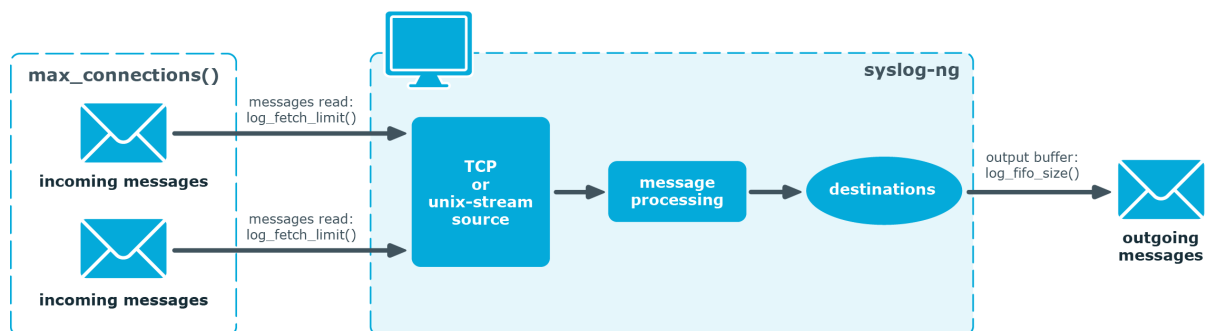 max_connections()
messages read:
log_fetch_limit()
incoming messages
messages read:
log_fetch_limit()
incoming messages
syslog-ng
TCP
or
unix-stream
source
message
processing
destinations
output buffer:
log_fifo_size()
outgoing
messages